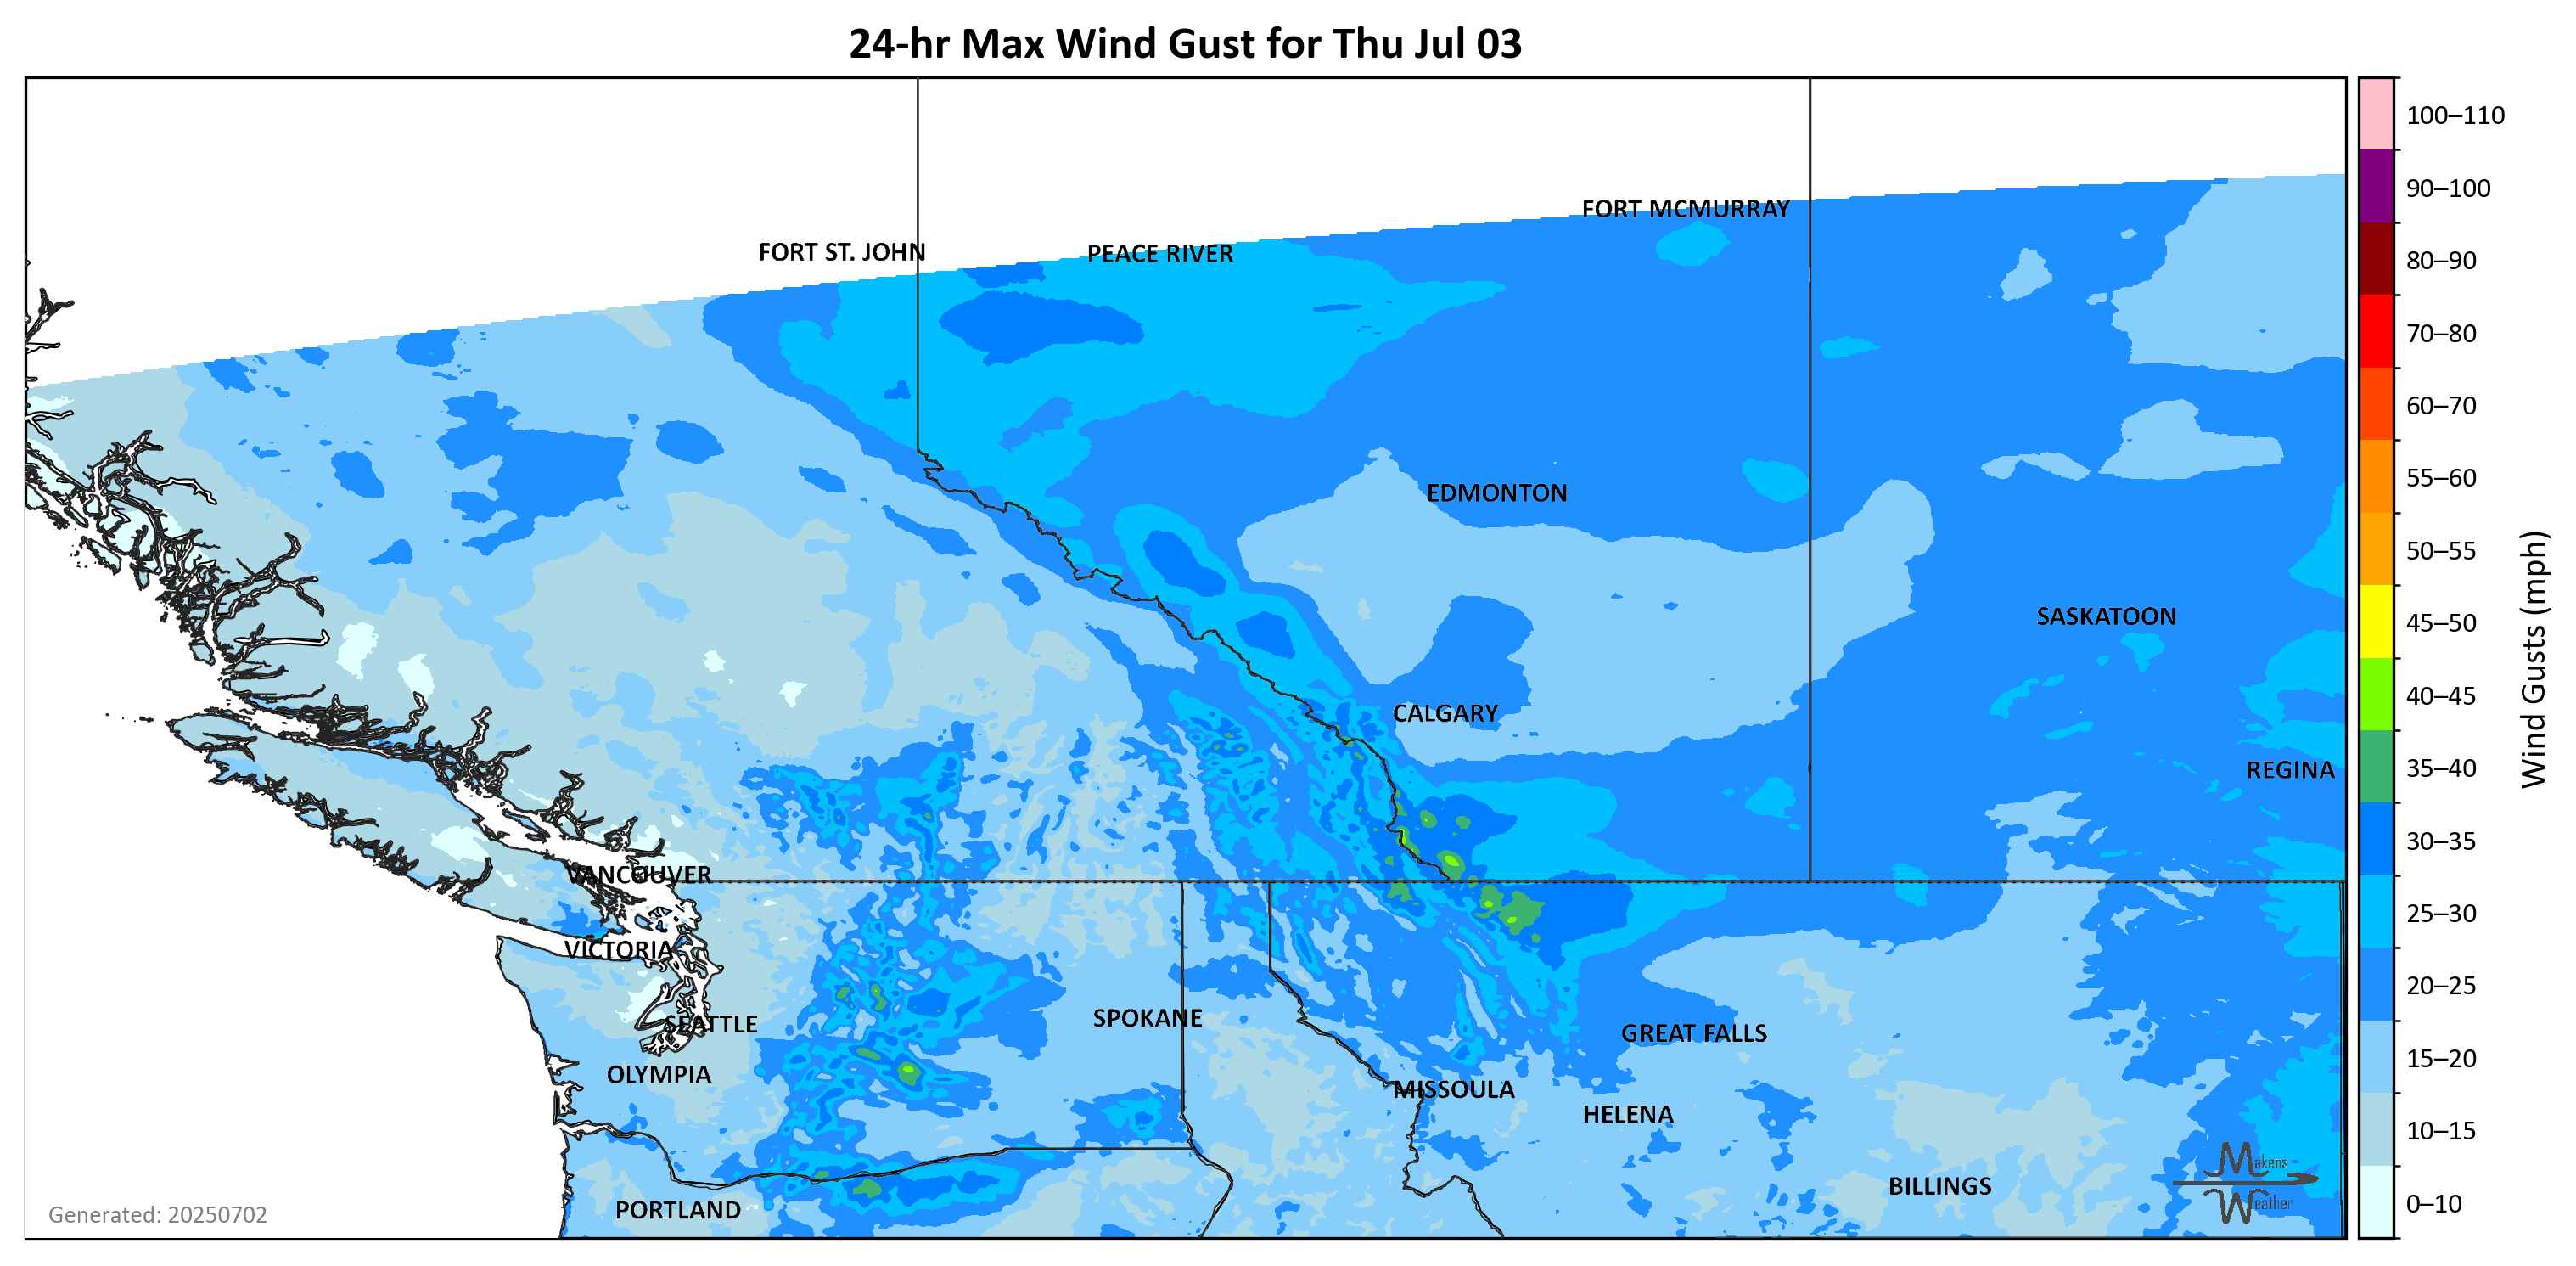 24-hr Max Wind Gust for Thu Jul 03
100–110
90–100
80–90
70–80
60–70
55–60
50–55
45–50
40–45
35–40
30–35
25–30
20–25
15–20
10–15
0–10
Wind Gusts (mph)
FORT MCMURRAY
FORT ST. JOHN
PEACE RIVER
EDMONTON
SASKATOON
CALGARY
REGINA
VANCOUVER
VICTORIA
SEATTLE
SPOKANE
GREAT FALLS
OLYMPIA
MISSOULA
HELENA
BILLINGS
PORTLAND
Makens
Weather
Generated: 20250702